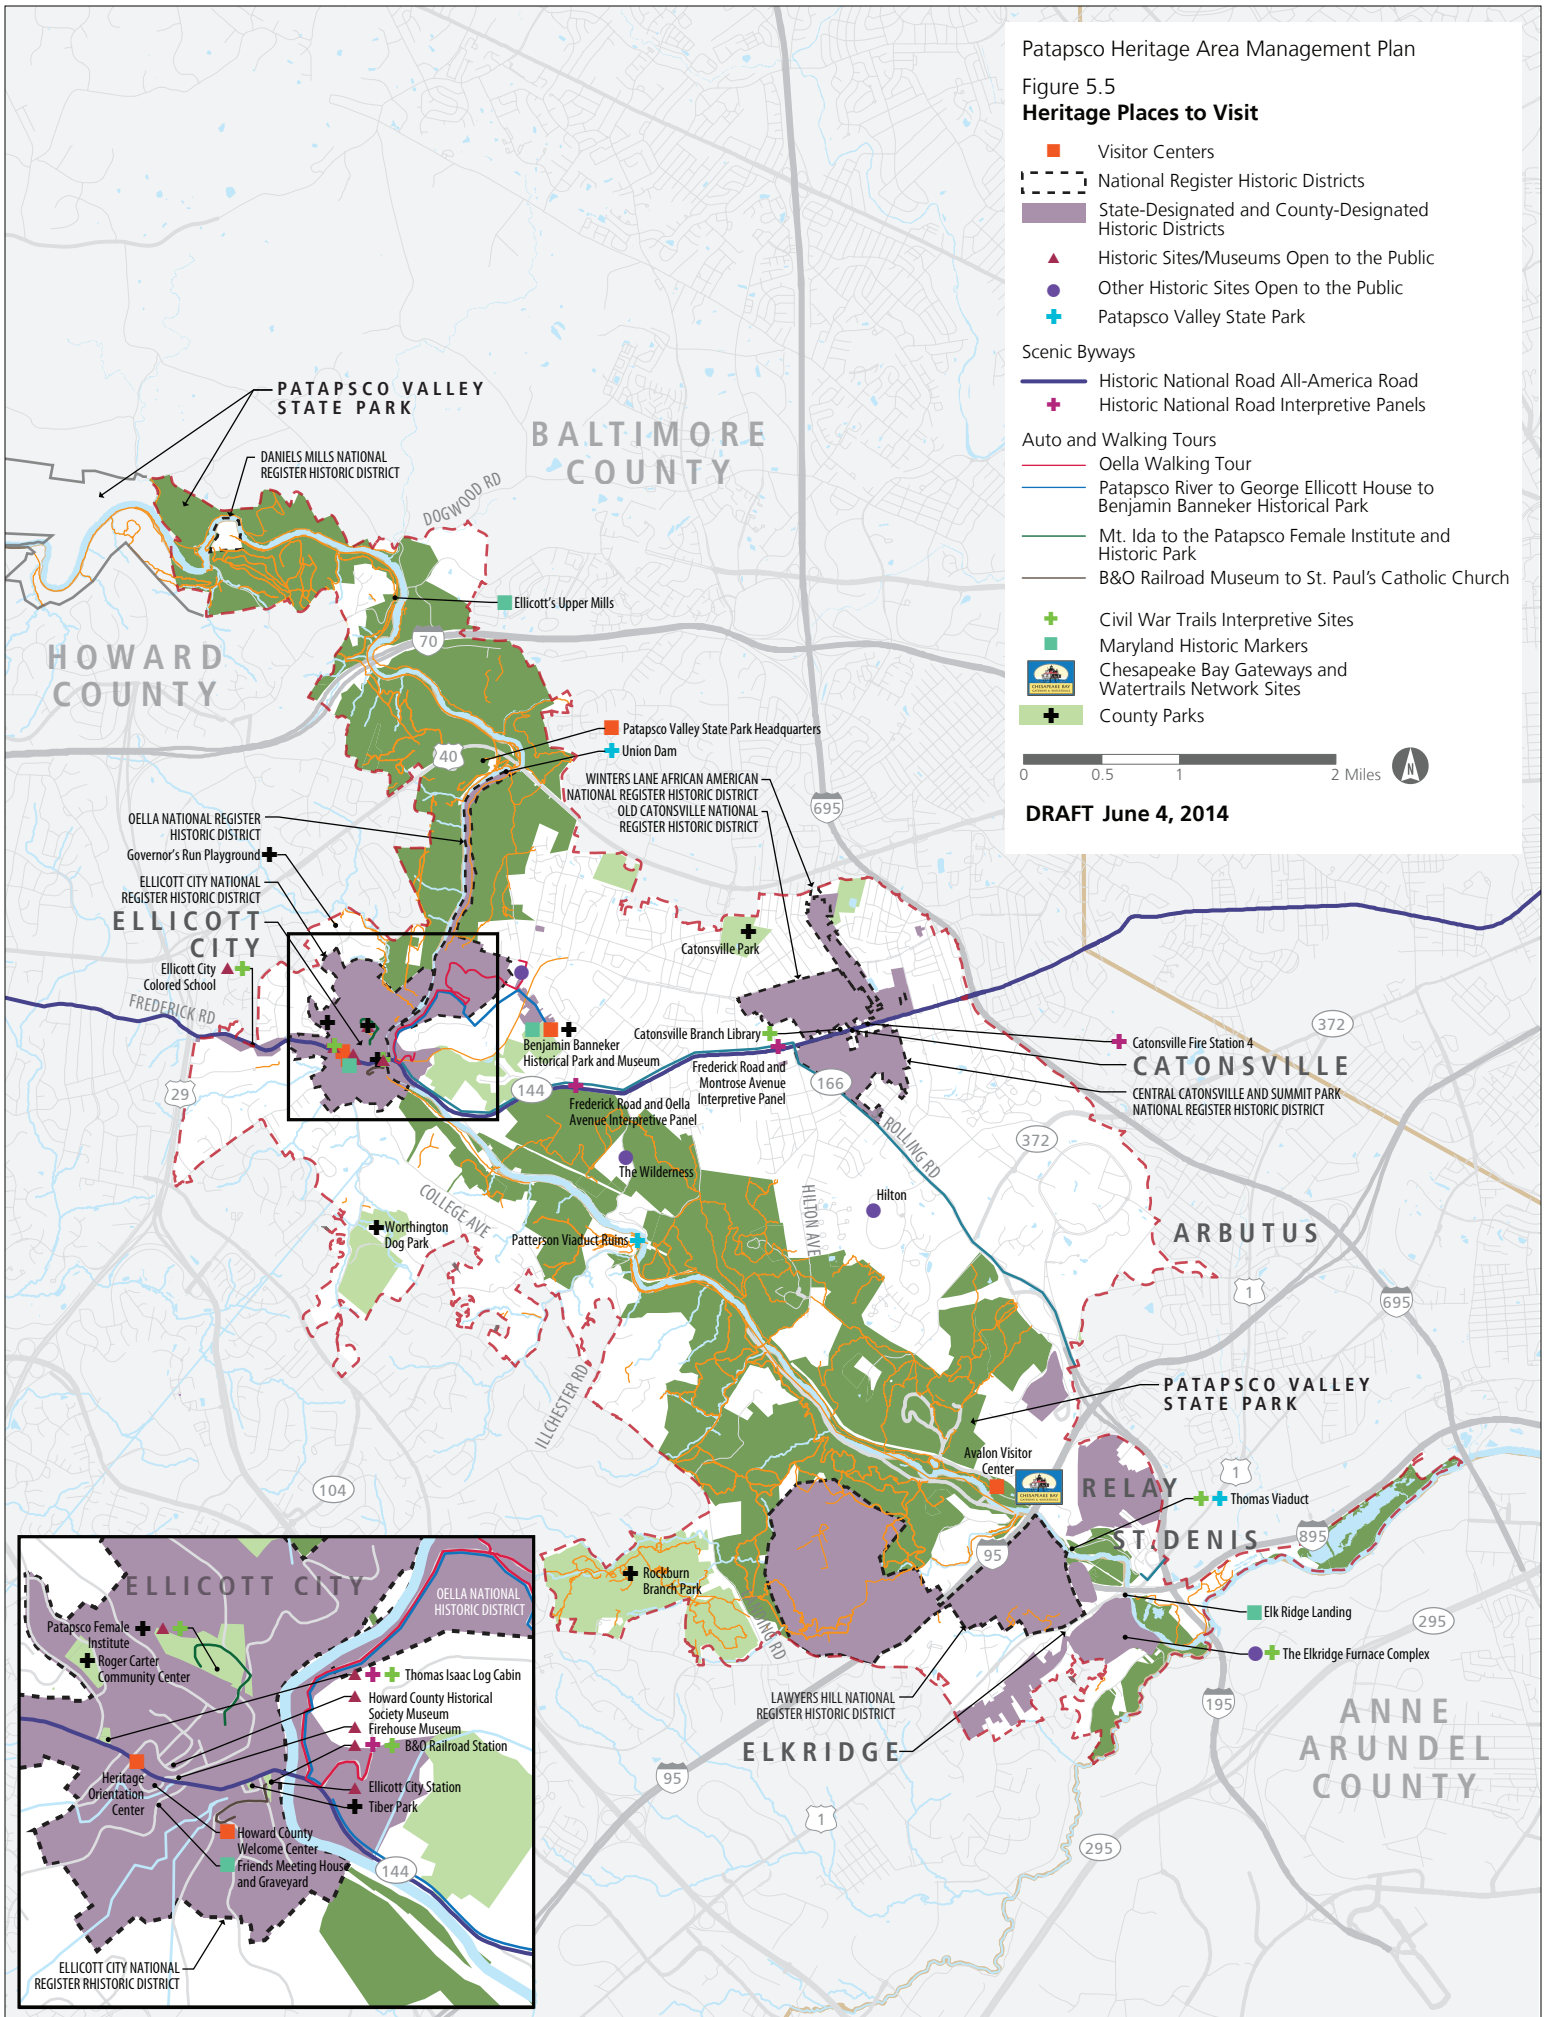 Patapsco Heritage Area Management Plan
Figure 5.5
Heritage Places to Visit
Visitor Centers
National Register Historic Districts
State-Designated and County-Designated
Historic Districts
Historic Sites/Museums Open to the Public
Other Historic Sites Open to the Public
Patapsco Valley State Park
Scenic Byways
Historic National Road All-America Road
Historic National Road Interpretive Panels
Auto and Walking Tours
Oella Walking Tour
Patapsco River to George Ellicott House to
Benjamin Banneker Historical Park
Mt. Ida to the Patapsco Female Institute and
Historic Park
B&O Railroad Museum to St. Paul's Catholic Church
Civil War Trails Interpretive Sites
Maryland Historic Markers
CHESAPEAKE BAY
Chesapeake Bay Gateways and
Watertrails Network Sites
County Parks
0 0.5 1 2 Miles
N
DRAFT June 4, 2014
PATAPSCO VALLEY
STATE PARK
BALTIMORE
COUNTY
DANIELS MILLS NATIONAL
REGISTER HISTORIC DISTRICT
DOGWOOD RD
Ellicott's Upper Mills
70
HOWARD
COUNTY
Patapsco Valley State Park Headquarters
Union Dam
40
WINTERS LANE AFRICAN AMERICAN
NATIONAL REGISTER HISTORIC DISTRICT
OLD CATONSVILLE NATIONAL
REGISTER HISTORIC DISTRICT
695
OELLA NATIONAL REGISTER
HISTORIC DISTRICT
Governor's Run Playground
ELLICOTT CITY NATIONAL
REGISTER HISTORIC DISTRICT
ELLICOTT
CITY
Ellicott City
Colored School
FREDERICK RD
29
Catonsville Park
Benjamin Banneker
Historical Park and Museum
Catonsville Branch Library
Frederick Road and
Montrose Avenue
Interpretive Panel
144
Frederick Road and Oella
Avenue Interpretive Panel
166
372
Catonsville Fire Station 4
CATONSVILLE
CENTRAL CATONSVILLE AND SUMMIT PARK
NATIONAL REGISTER HISTORIC DISTRICT
372
ROLLING RD
The Wilderness
COLLEGE AVE
HILTON AVE
Hilton
Worthington
Dog Park
Patterson Viaduct Ruins
ARBUTUS
1
695
ILLCHESTER RD
PATAPSCO VALLEY
STATE PARK
Avalon Visitor
Center
CHESAPEAKE BAY
RELAY
1
Thomas Viaduct
ST. DENIS
895
95
104
Rockburn
Branch Park
Elk Ridge Landing
295
The Elkridge Furnace Complex
LAWYERS HILL NATIONAL
REGISTER HISTORIC DISTRICT
ELKRIDGE
195
ANNE
ARUNDEL
COUNTY
95
1
295
ELLICOTT CITY
OELLA NATIONAL
HISTORIC DISTRICT
Patapsco Female
Institute
Roger Carter
Community Center
Thomas Isaac Log Cabin
Howard County Historical
Society Museum
Firehouse Museum
B&O Railroad Station
Heritage
Orientation
Center
Ellicott City Station
Tiber Park
Howard County
Welcome Center
Friends Meeting House
and Graveyard
144
ELLICOTT CITY NATIONAL
REGISTER RHISTORIC DISTRICT